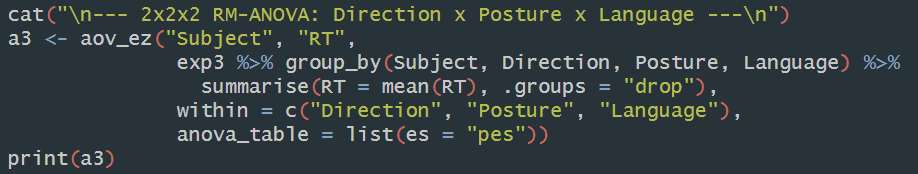 cat("\n--- 2x2x2 RM-ANOVA: Direction x Posture x Language ---\n")
a3 <- aov_ez("Subject", "RT",
exp3 %>% group_by(Subject, Direction, Posture, Language) %>%
summarise(RT = mean(RT), .groups = "drop"),
within = c("Direction", "Posture", "Language"),
anova_table = list(es = "pes"))
print(a3)